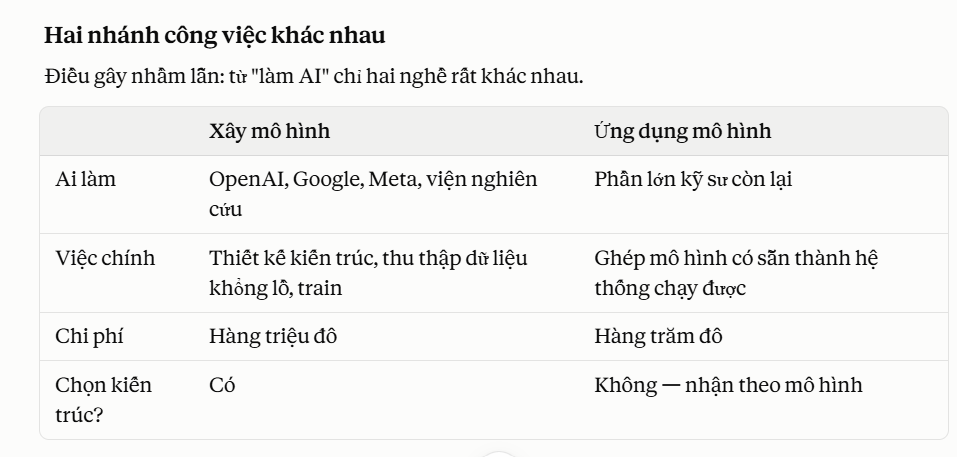 Hai nhánh công việc khác nhau
Điều gây nhầm lẫn: từ "làm AI" chỉ hai nghề rất khác nhau.
Xây mô hình
Ứng dụng mô hình
Ai làm
OpenAI, Google, Meta, viện nghiên
cứu
Phần lớn kỹ sư còn lại
Việc chính
Thiết kế kiến trúc, thu thập dữ liệu
khổng lồ, train
Ghép mô hình có sẵn thành hệ
thống chạy được
Chi phí
Hàng triệu đô
Hàng trăm đô
Chọn kiến
trúc?
Có
Không — nhận theo mô hình